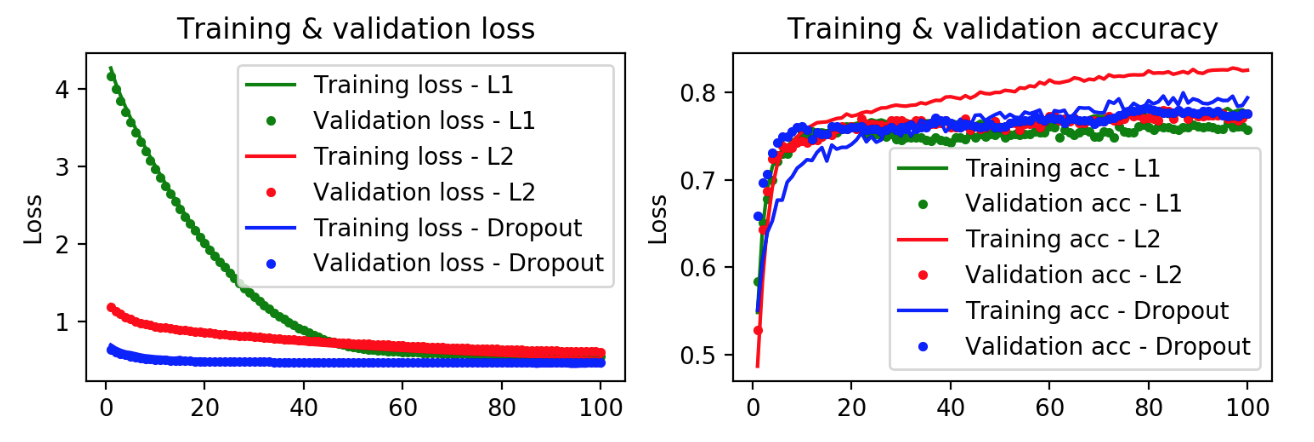 Training & validation loss
Loss
4
3
2
1
0
20
40
60
80
100
Training loss - L1
Validation loss - L1
Training loss - L2
Validation loss - L2
Training loss - Dropout
Validation loss - Dropout
Training & validation accuracy
Loss
0.8
0.7
0.6
0.5
0
20
40
60
80
100
Training acc - L1
Validation acc - L1
Training acc - L2
Validation acc - L2
Training acc - Dropout
Validation acc - Dropout